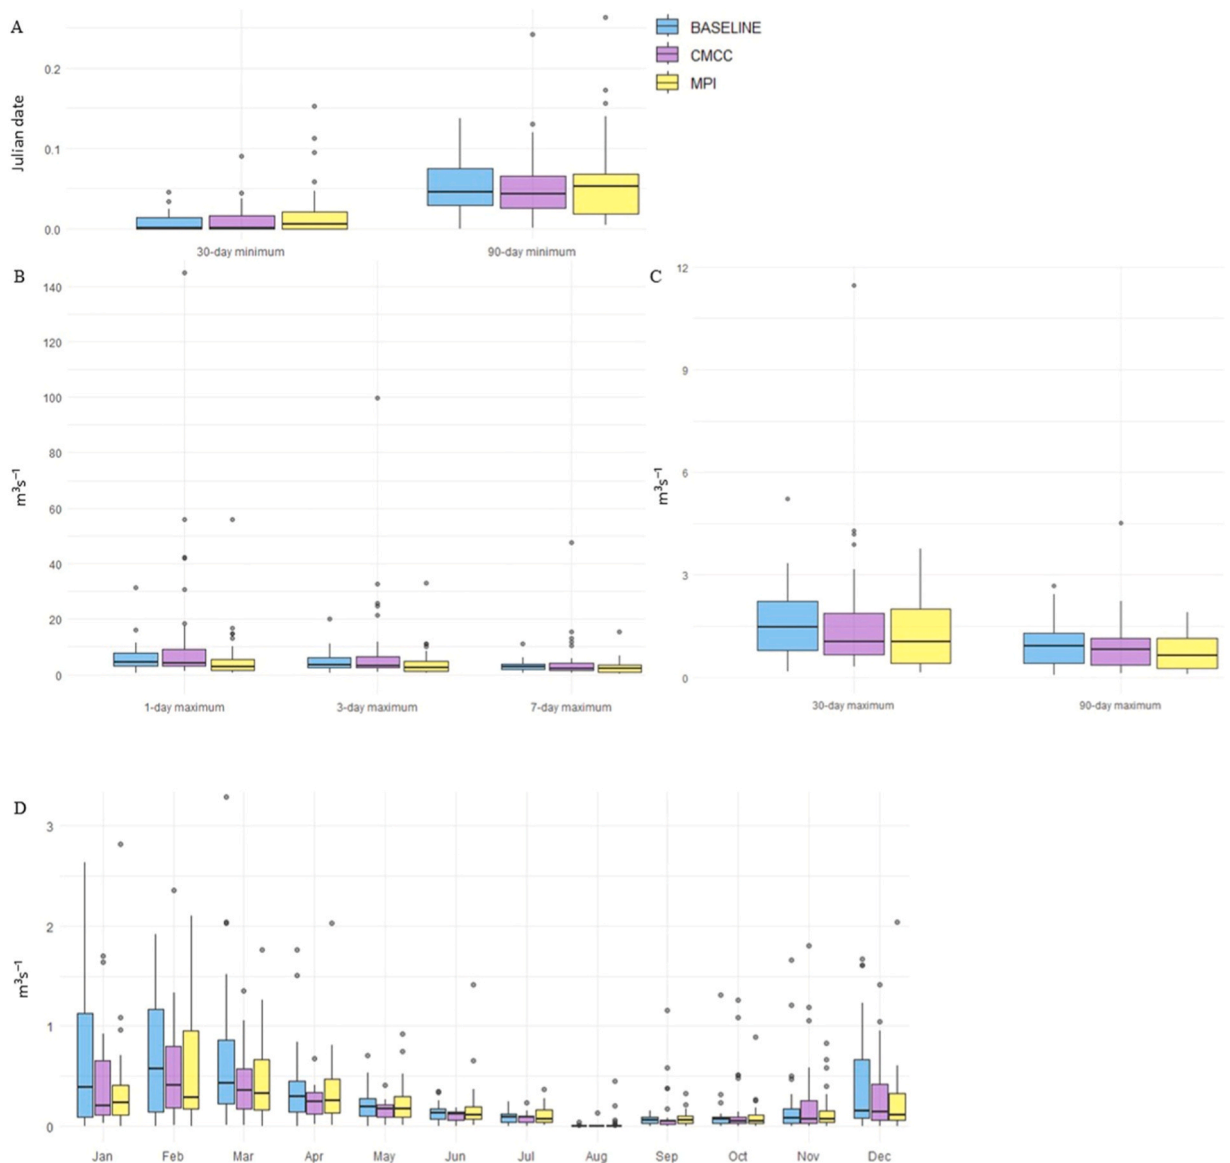 A
BASELINE
CMCC
MPI
Julian date
0.2
0.1
0.0
30-day minimum 90-day minimum
B
m³s⁻¹
140
120
100
80
60
40
20
0
1-day maximum 3-day maximum 7-day maximum
C
m³s⁻¹
12
9
6
3
0
30-day maximum 90-day maximum
D
m³s⁻¹
3
2
1
0
Jan Feb Mar Apr May Jun Jul Aug Sep Oct Nov Dec